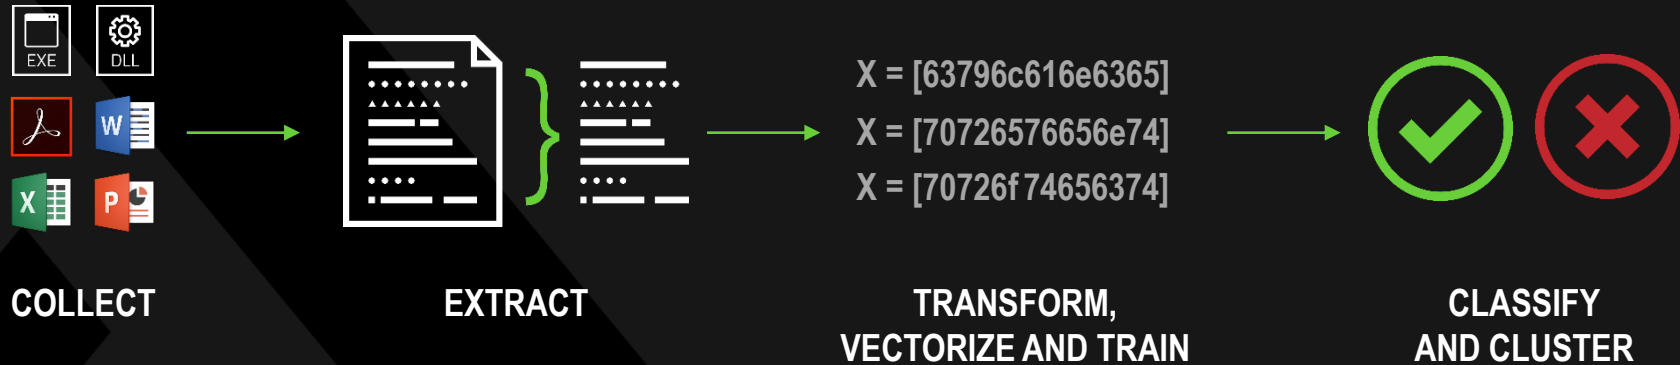 EXE
DLL
W
X
P
X = [63796c616e6365]
X = [70726576656e74]
X = [70726f74656374]
COLLECT
EXTRACT
TRANSFORM,
VECTORIZE AND TRAIN
CLASSIFY
AND CLUSTER